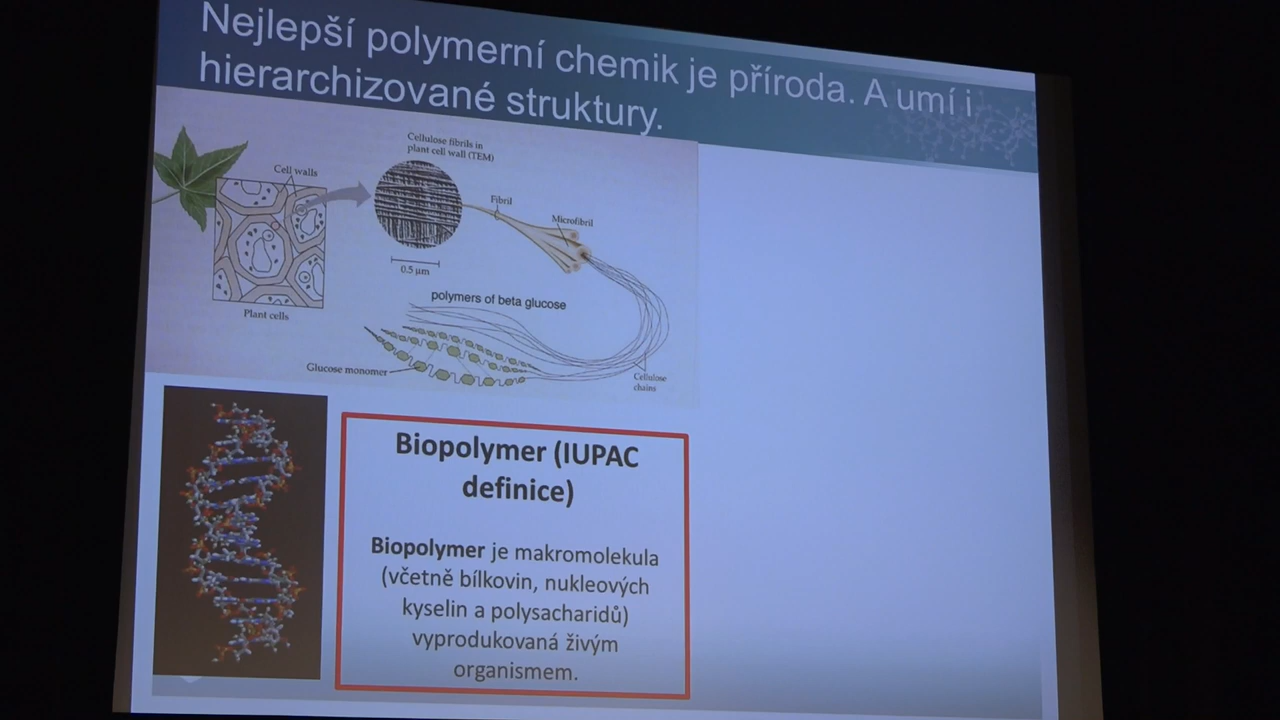 Nejlepší polymerní chemik je příroda. A umí i
hierarchizované struktury.
Cellulose fibrils in
plant cell wall (TEM)
Cell walls
Fibril
Microfibril
0.5 µm
polymers of beta glucose
Plant cells
Glucose monomer
Cellulose
chains
Biopolymer (IUPAC
definice)
Biopolymer je makromolekula
(včetně bílkovin, nukleových
kyselin a polysacharidů)
vyprodukovaná živým
organismem.